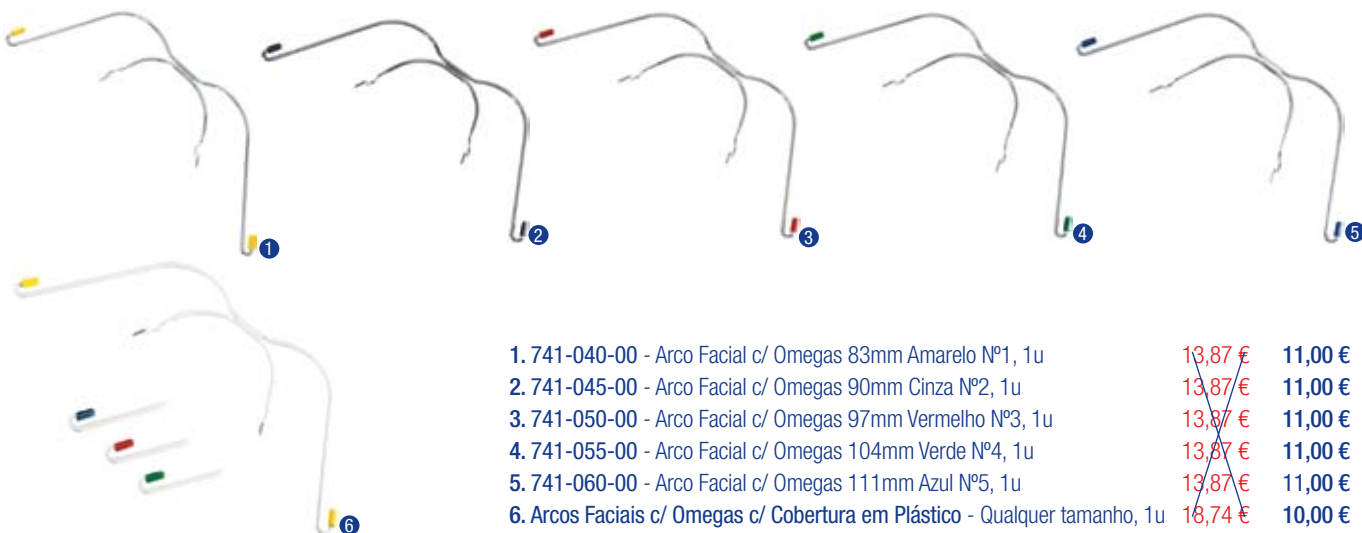 1
2
3
4
5
6
1. 741-040-00 - Arco Facial c/ Omegas 83mm Amarelo Nº1, 1u 13,87 € 11,00 €
2. 741-045-00 - Arco Facial c/ Omegas 90mm Cinza Nº2, 1u 13,87 € 11,00 €
3. 741-050-00 - Arco Facial c/ Omegas 97mm Vermelho Nº3, 1u 13,87 € 11,00 €
4. 741-055-00 - Arco Facial c/ Omegas 104mm Verde Nº4, 1u 13,87 € 11,00 €
5. 741-060-00 - Arco Facial c/ Omegas 111mm Azul Nº5, 1u 13,87 € 11,00 €
6. Arcos Faciais c/ Omegas c/ Cobertura em Plástico - Qualquer tamanho, 1u 18,74 € 10,00 €